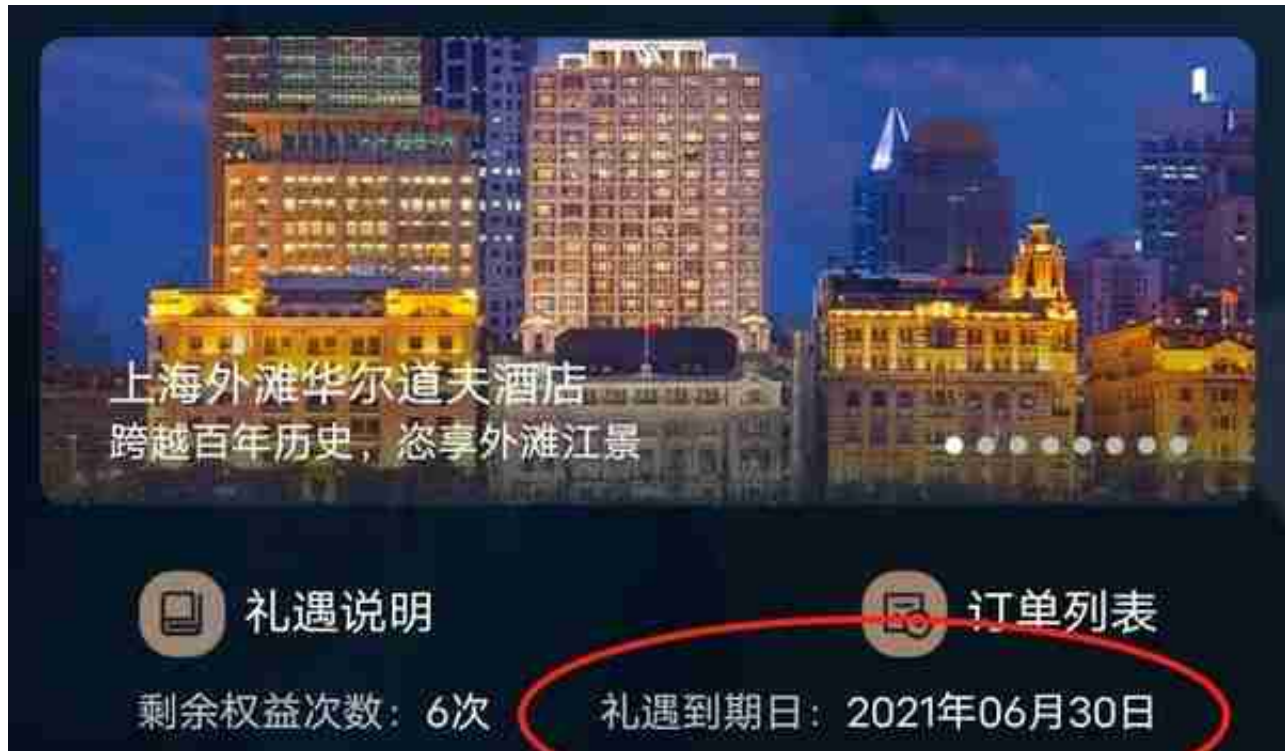 上海外滩华尔道夫酒店
跨越百年历史，恣享外滩江景
礼遇说明
订单列表
剩余权益次数：6次
礼遇到期日：2021年06月30日